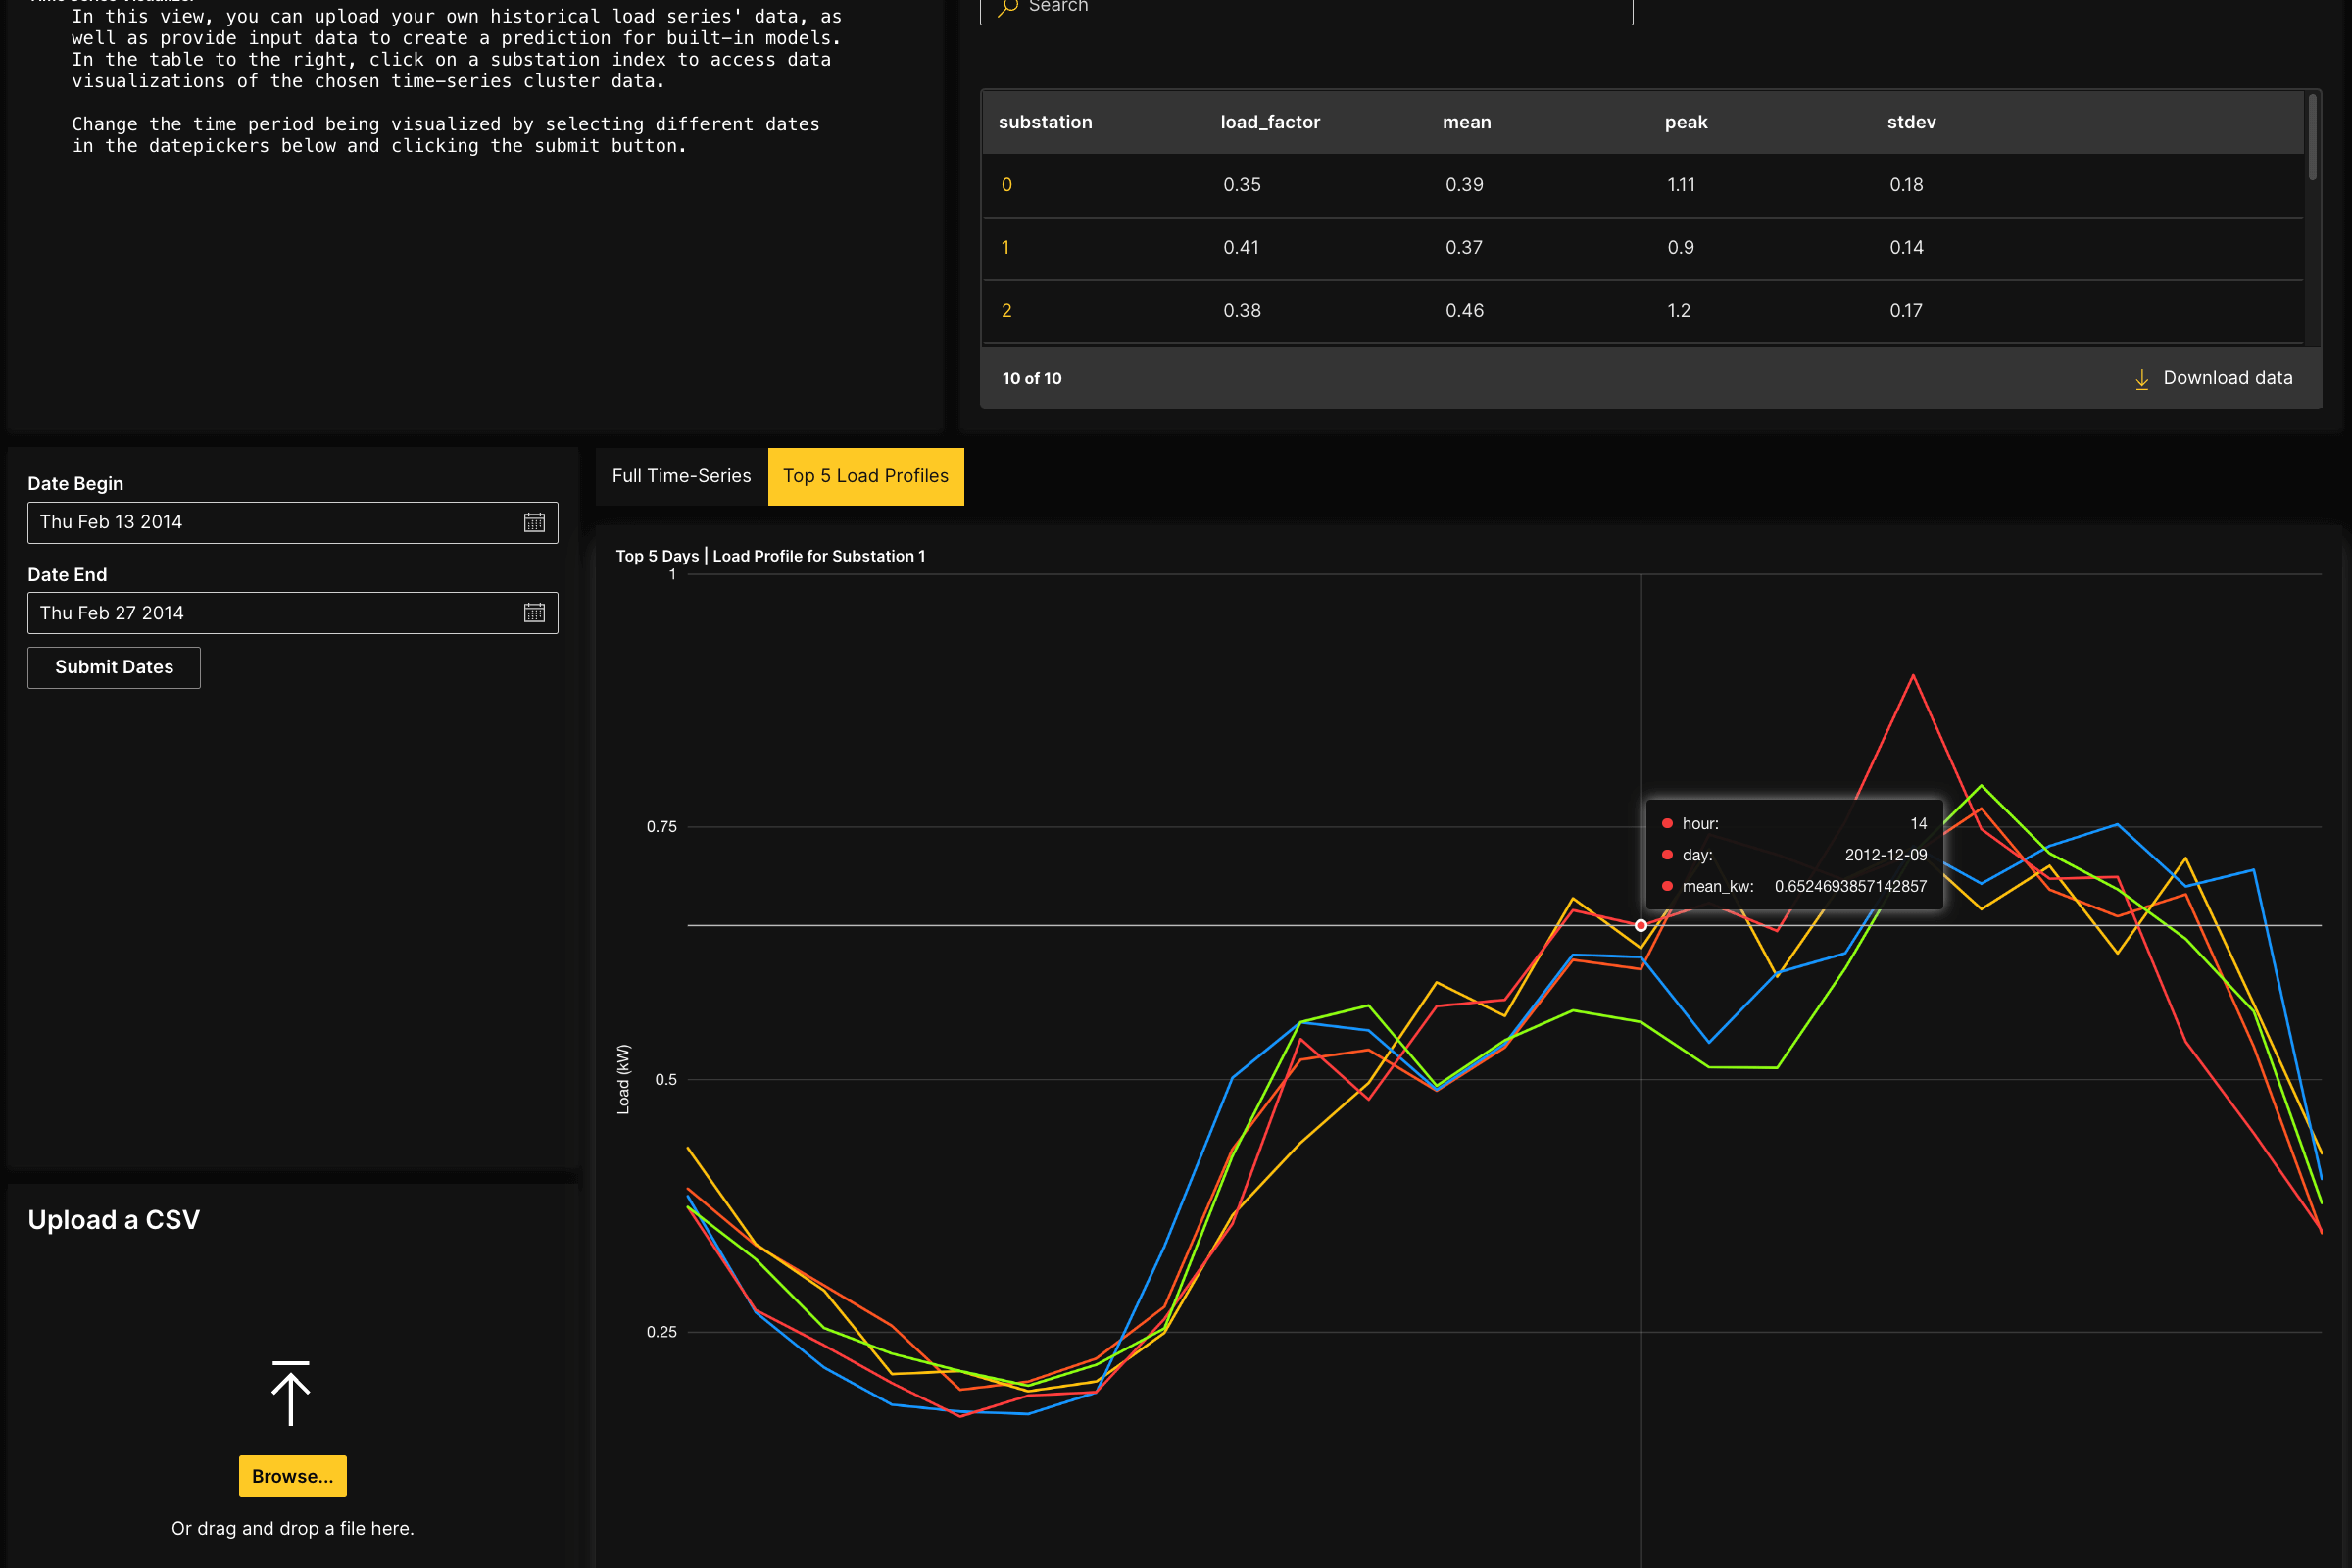 In this view, you can upload your own historical load series' data, as
well as provide input data to create a prediction for built-in models.
In the table to the right, click on a substation index to access data
visualizations of the chosen time-series cluster data.
Change the time period being visualized by selecting different dates
in the datepickers below and clicking the submit button.
Search
substation load_factor mean peak stdev
0 0.35 0.39 1.11 0.18
1 0.41 0.37 0.9 0.14
2 0.38 0.46 1.2 0.17
10 of 10 Download data
Date Begin
Thu Feb 13 2014
Date End
Thu Feb 27 2014
Submit Dates
Full Time-Series Top 5 Load Profiles
Top 5 Days | Load Profile for Substation 1
1
0.75
0.5
0.25
Load (kW)
hour: 14
day: 2012-12-09
mean_kw: 0.6524693857142857
Upload a CSV
Browse...
Or drag and drop a file here.